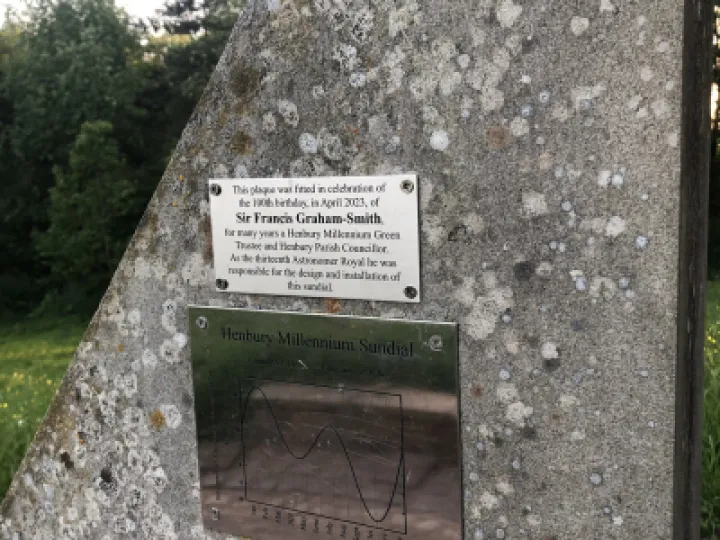 This plaque was fitted in celebration of
the 100th birthday, in April 2023, of
Sir Francis Graham-Smith,
for many years a Henbury Millennium Green
Trustee and Henbury Parish Councillor.
As the thirteenth Astronomer Royal he was
responsible for the design and installation of
this sundial.
Henbury Millennium Sundial